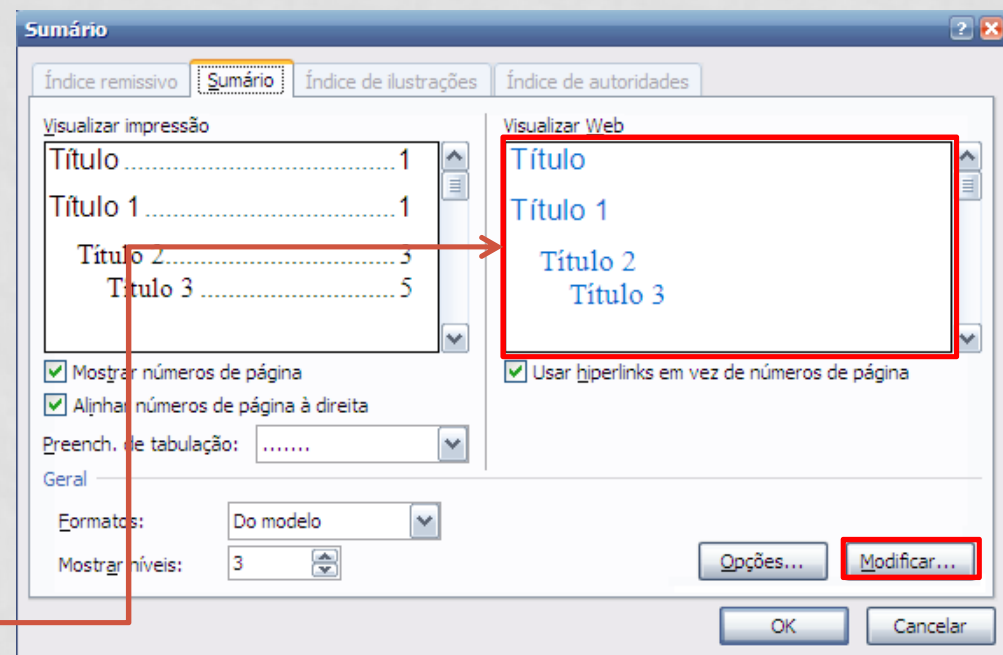 Sumário
Índice remissivo Sumário Índice de ilustrações Índice de autoridades
Visualizar impressão
Título ........................................ 1
Título 1 ...................................... 1
Título 2....................................... 3
Título 3 ...................................... 5
Mostrar números de página
Alinhar números de página à direita
Preench. de tabulação: .......
Visualizar Web
Título
Título 1
Título 2
Título 3
Usar hiperlinks em vez de números de página
Geral
Formatos: Do modelo
Mostrar níveis: 3
Opções... Modificar...
OK Cancelar